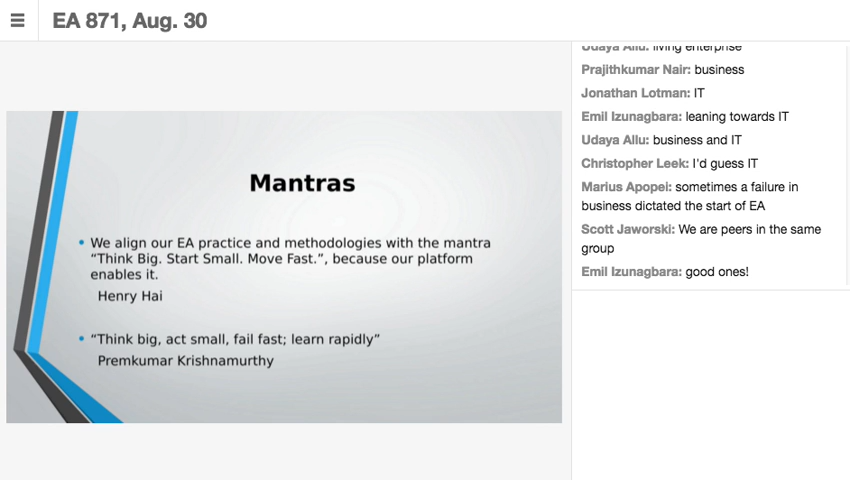 EA 871, Aug. 30
Mantras
• We align our EA practice and methodologies with the mantra
“Think Big. Start Small. Move Fast.”, because our platform
enables it.
Henry Hai
• “Think big, act small, fail fast; learn rapidly”
Premkumar Krishnamurthy
Udaya Allu: living enterprise
Prajithkumar Nair: business
Jonathan Lotman: IT
Emil Izunagbara: leaning towards IT
Udaya Allu: business and IT
Christopher Leek: I'd guess IT
Marius Apopei: sometimes a failure in
business dictated the start of EA
Scott Jaworski: We are peers in the same
group
Emil Izunagbara: good ones!